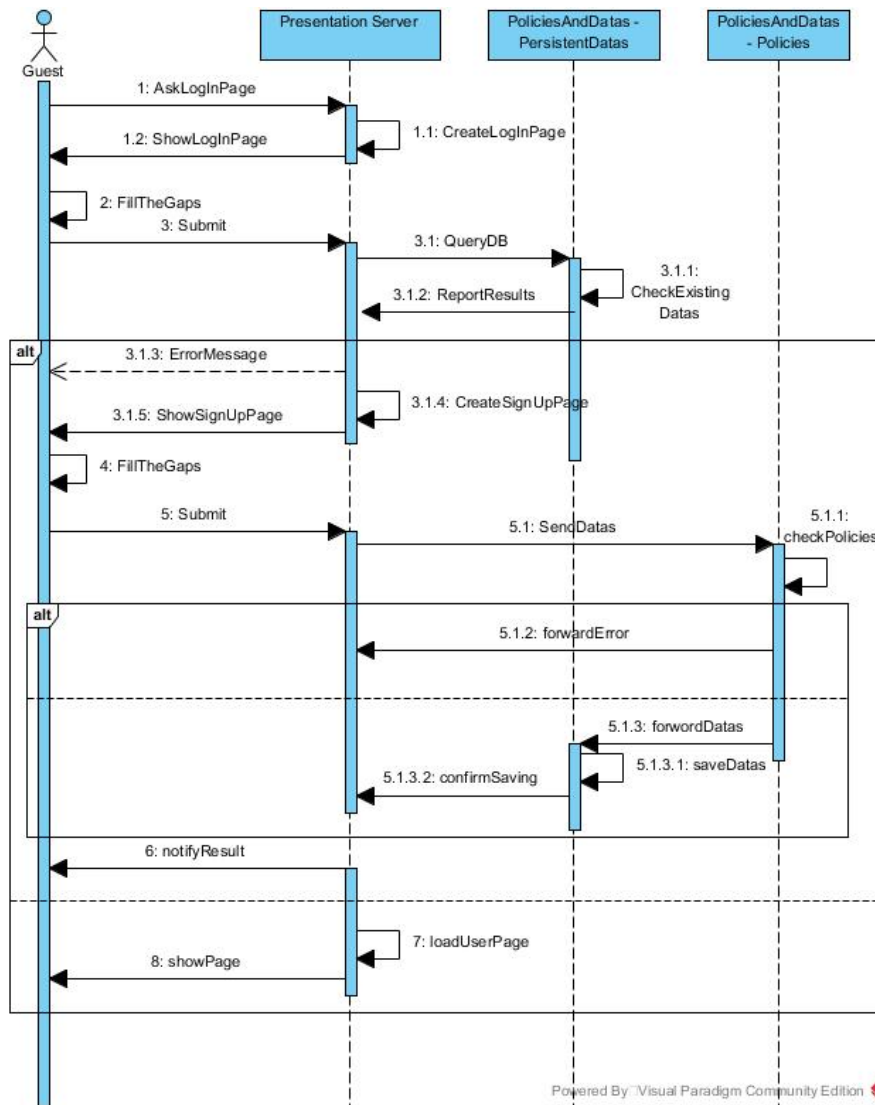 Presentation Server
PoliciesAndDatas -
PersistentDatas
PoliciesAndDatas
- Policies
Guest
1: AskLogInPage
1.1: CreateLogInPage
1.2: ShowLogInPage
2: FillTheGaps
3: Submit
3.1: QueryDB
3.1.1:
CheckExisting
Datas
3.1.2: ReportResults
alt
3.1.3: ErrorMessage
3.1.4: CreateSignUpPage
3.1.5: ShowSignUpPage
4: FillTheGaps
5: Submit
5.1: SendDatas
5.1.1:
checkPolicies
alt
5.1.2: forwardError
5.1.3: forwordDatas
5.1.3.1: saveDatas
5.1.3.2: confirmSaving
6: notifyResult
7: loadUserPage
8: showPage
Powered By Visual Paradigm Community Edition